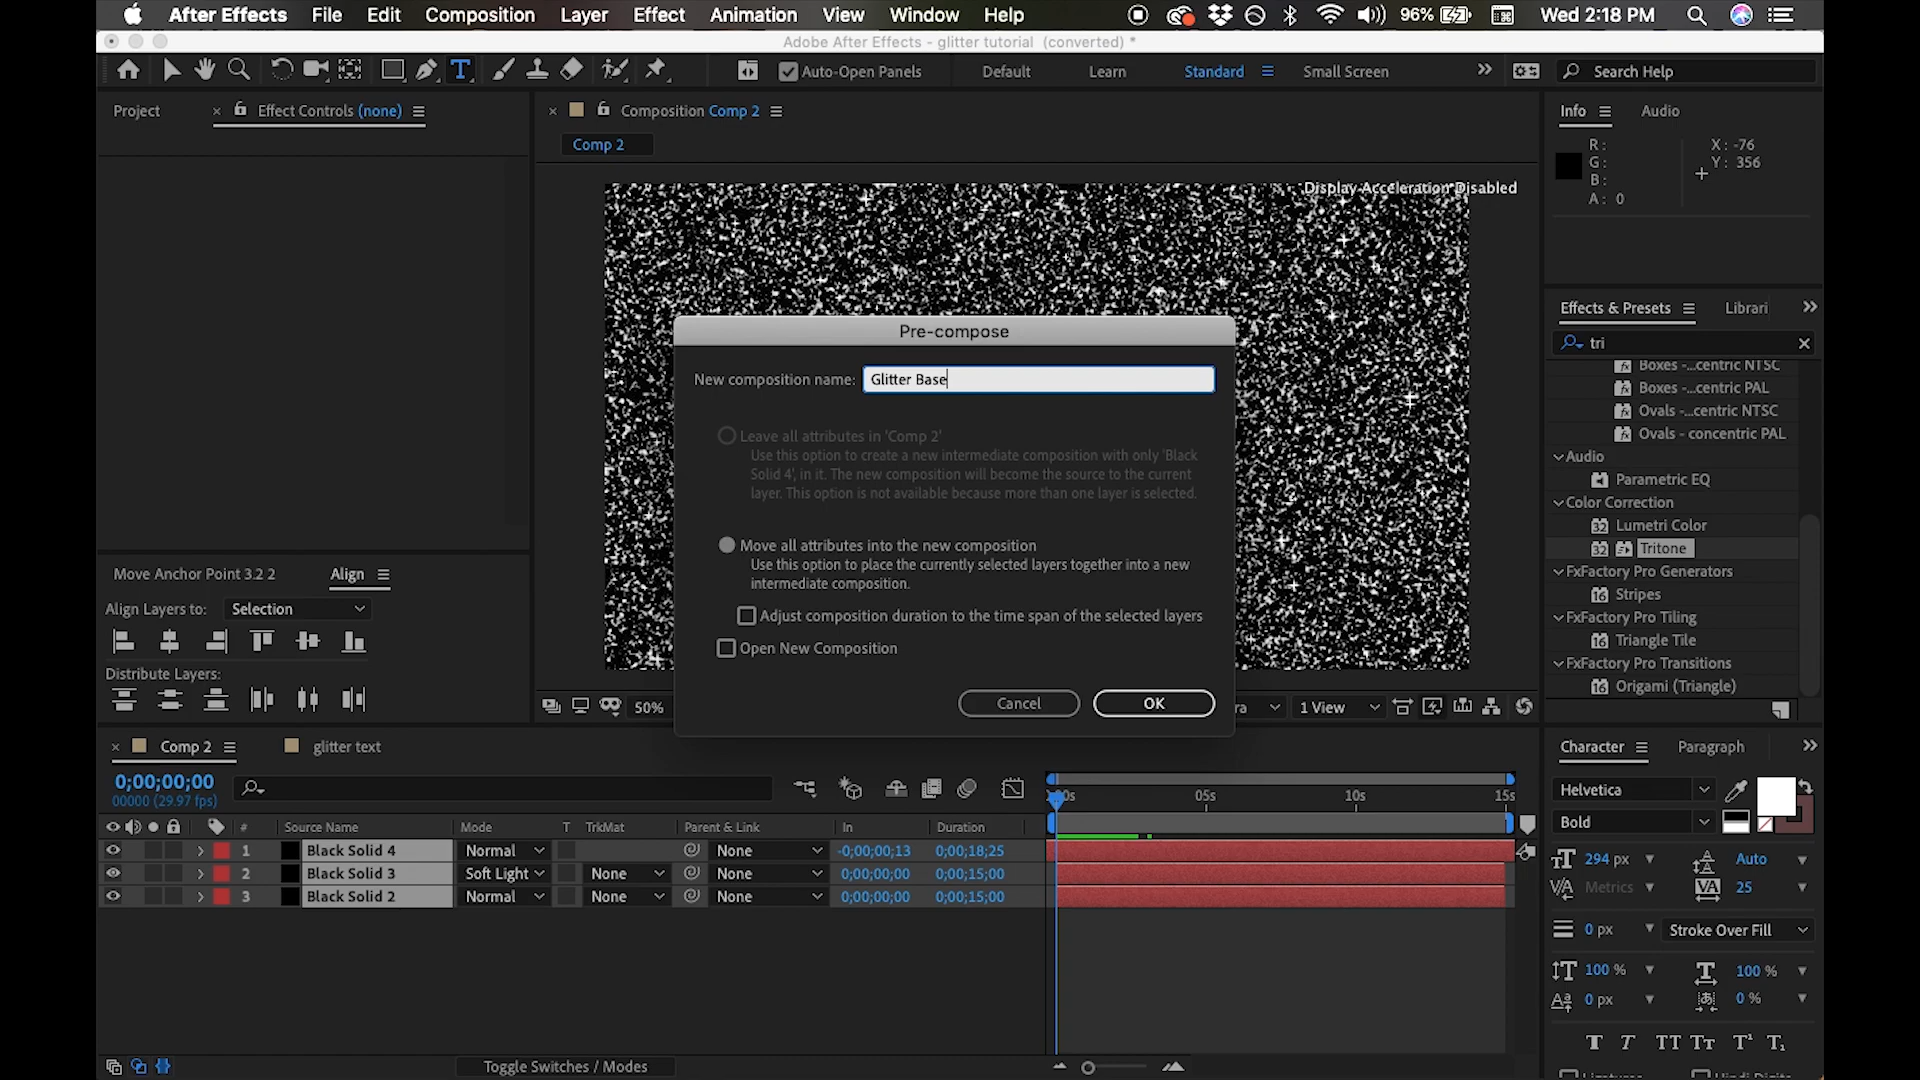 After Effects File Edit Composition Layer Effect Animation View Window Help 96% Wed 2:18 PM
Adobe After Effects - glitter tutorial (converted) *
Auto-Open Panels Default Learn Standard Small Screen Search Help
Project Effect Controls (none)
Composition Comp 2
Comp 2
Display Acceleration Disabled
Info Audio
R :
G :
B :
A : 0
X : -76
Y : 356
Effects & Presets Librari
tri
Boxes -...centric NTSC
Boxes -...centric PAL
Ovals -...centric NTSC
Ovals - concentric PAL
Audio
Parametric EQ
Color Correction
32 Lumetri Color
32 Tritone
FxFactory Pro Generators
16 Stripes
FxFactory Pro Tiling
16 Triangle Tile
FxFactory Pro Transitions
16 Origami (Triangle)
Pre-compose
New composition name: Glitter Base
Leave all attributes in 'Comp 2'
Use this option to create a new intermediate composition with only 'Black
Solid 4', in it. The new composition will become the source to the current
layer. This option is not available because more than one layer is selected.
Move all attributes into the new composition
Use this option to place the currently selected layers together into a new
intermediate composition.
Adjust composition duration to the time span of the selected layers
Open New Composition
Cancel OK
Move Anchor Point 3.2 2 Align
Align Layers to: Selection
Distribute Layers:
50%
ra 1 View
Comp 2 glitter text
0;00;00;00
00000 (29.97 fps)
05s 10s 15s
# Source Name Mode T TrkMat Parent & Link In Duration
1 Black Solid 4 Normal None -0;00;00;13 0;00;18;25
2 Black Solid 3 Soft Light None None 0;00;00;00 0;00;15;00
3 Black Solid 2 Normal None None 0;00;00;00 0;00;15;00
Toggle Switches / Modes
Character Paragraph
Helvetica
Bold
294 px Auto
Metrics 25
0 px Stroke Over Fill
100 % 100 %
0 px 0 %
T T TT Tt T¹ T₁